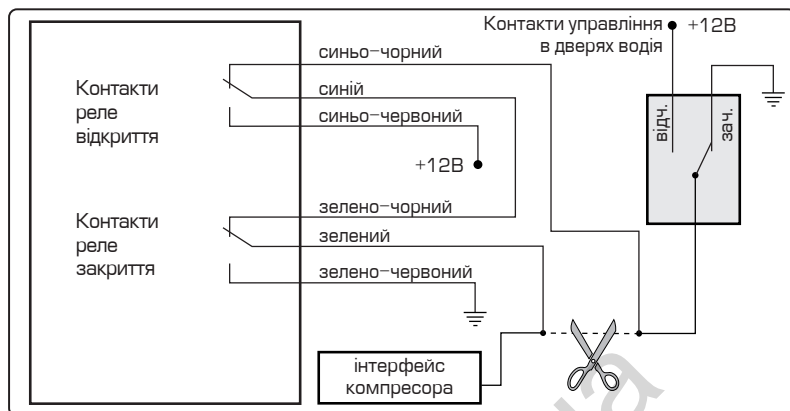 Контакти управління
в дверях водія
+12В
синьо-чорний
Контакти
реле
відкриття
синій
синьо-червоний
+12В
відч.
зач.
зелено-чорний
Контакти
реле
закриття
зелений
зелено-червоний
інтерфейс
компресора